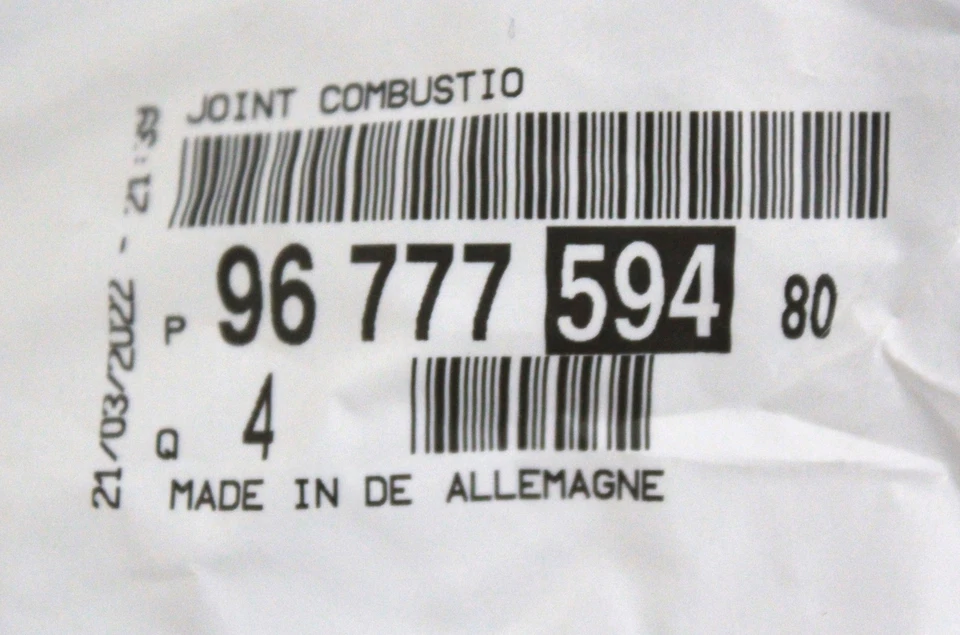 JOINT COMBUSTIO
P 96 777 594 80
Q 4
MADE IN DE ALLEMAGNE
21/03/2022 - 21:39